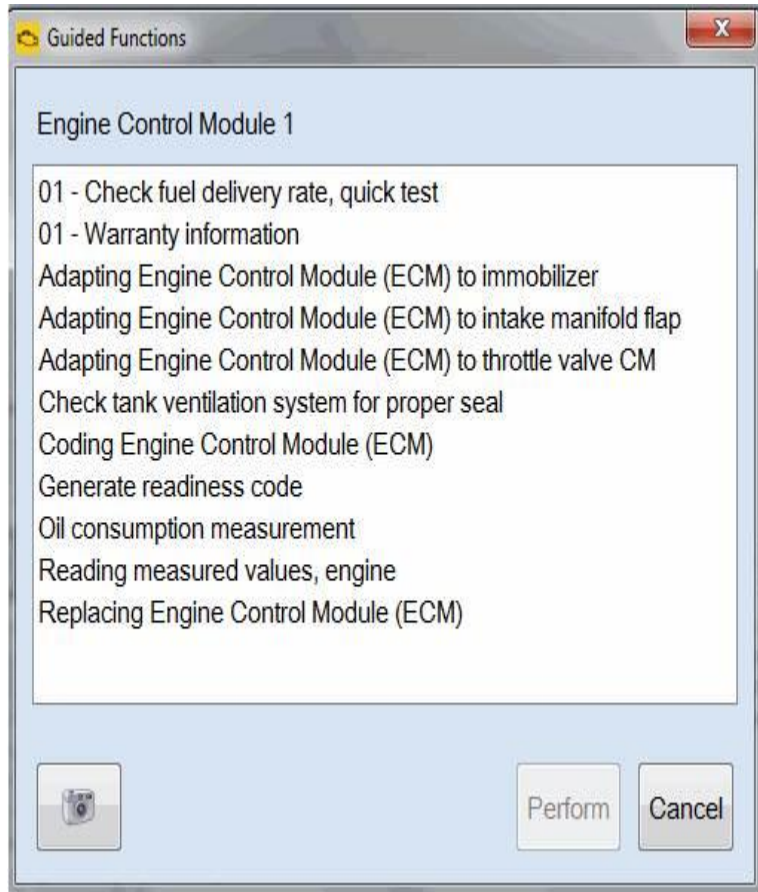 Guided Functions
X
Engine Control Module 1
01 - Check fuel delivery rate, quick test
01 - Warranty information
Adapting Engine Control Module (ECM) to immobilizer
Adapting Engine Control Module (ECM) to intake manifold flap
Adapting Engine Control Module (ECM) to throttle valve CM
Check tank ventilation system for proper seal
Coding Engine Control Module (ECM)
Generate readiness code
Oil consumption measurement
Reading measured values, engine
Replacing Engine Control Module (ECM)
Perform Cancel